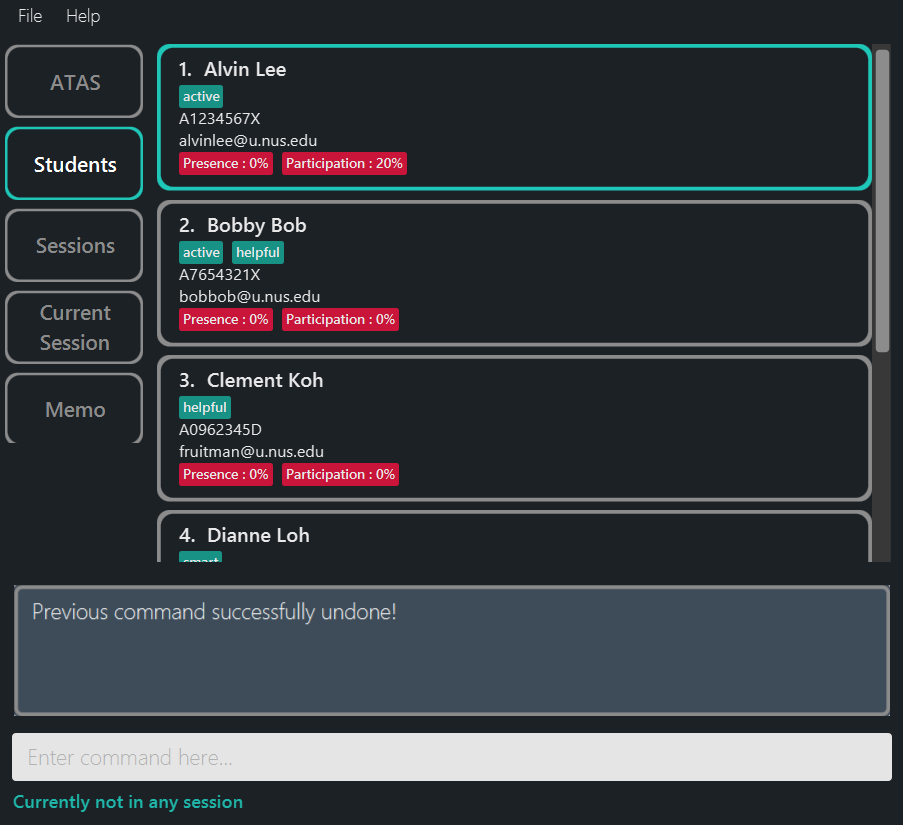 File Help
ATAS
Students
Sessions
Current
Session
Memo
1. Alvin Lee
active
A1234567X
alvinlee@u.nus.edu
Presence : 0% Participation : 20%
2. Bobby Bob
active helpful
A7654321X
bobbob@u.nus.edu
Presence : 0% Participation : 0%
3. Clement Koh
helpful
A0962345D
fruitman@u.nus.edu
Presence : 0% Participation : 0%
4. Dianne Loh
smart
Previous command successfully undone!
Enter command here...
Currently not in any session